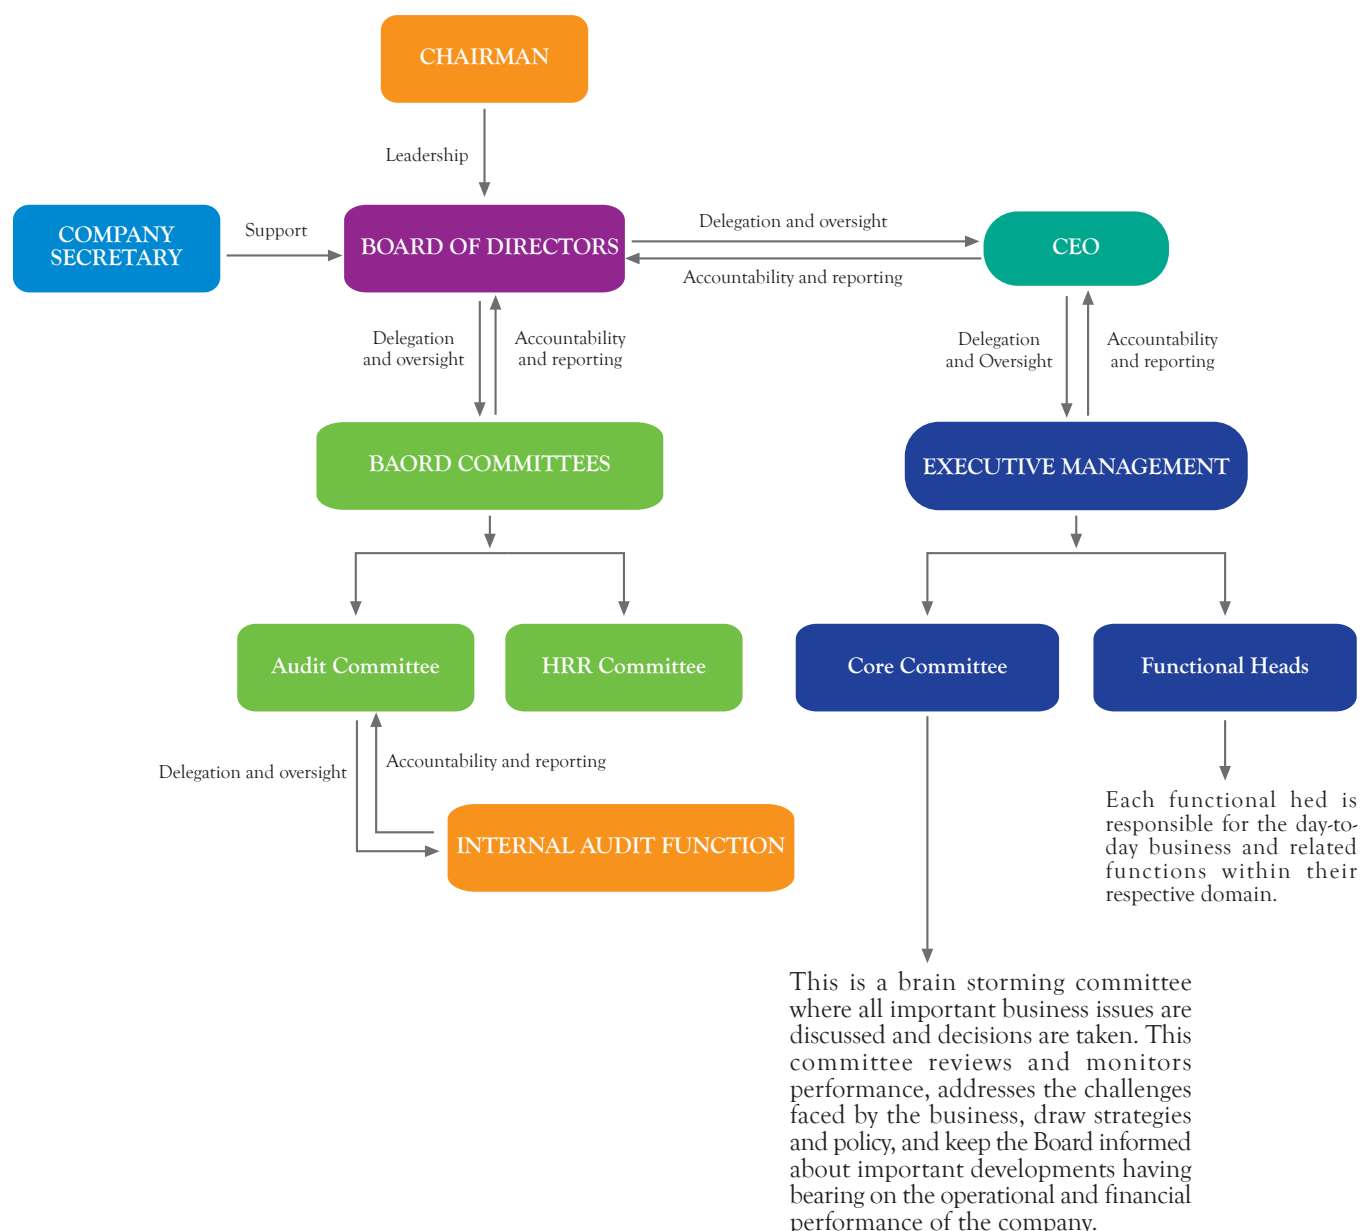 CHAIRMAN
Leadership
COMPANY
SECRETARY
Support
BOARD OF DIRECTORS
Delegation and oversight
Accountability and reporting
CEO
Delegation
and oversight
Accountability
and reporting
Delegation
and Oversight
Accountability
and reporting
BAORD COMMITTEES
EXECUTIVE MANAGEMENT
Audit Committee
HRR Committee
Core Committee
Functional Heads
Delegation and oversight
Accountability and reporting
INTERNAL AUDIT FUNCTION
Each functional hed is
responsible for the day-to-
day business and related
functions within their
respective domain.
This is a brain storming committee
where all important business issues are
discussed and decisions are taken. This
committee reviews and monitors
performance, addresses the challenges
faced by the business, draw strategies
and policy, and keep the Board informed
about important developments having
bearing on the operational and financial
performance of the company.